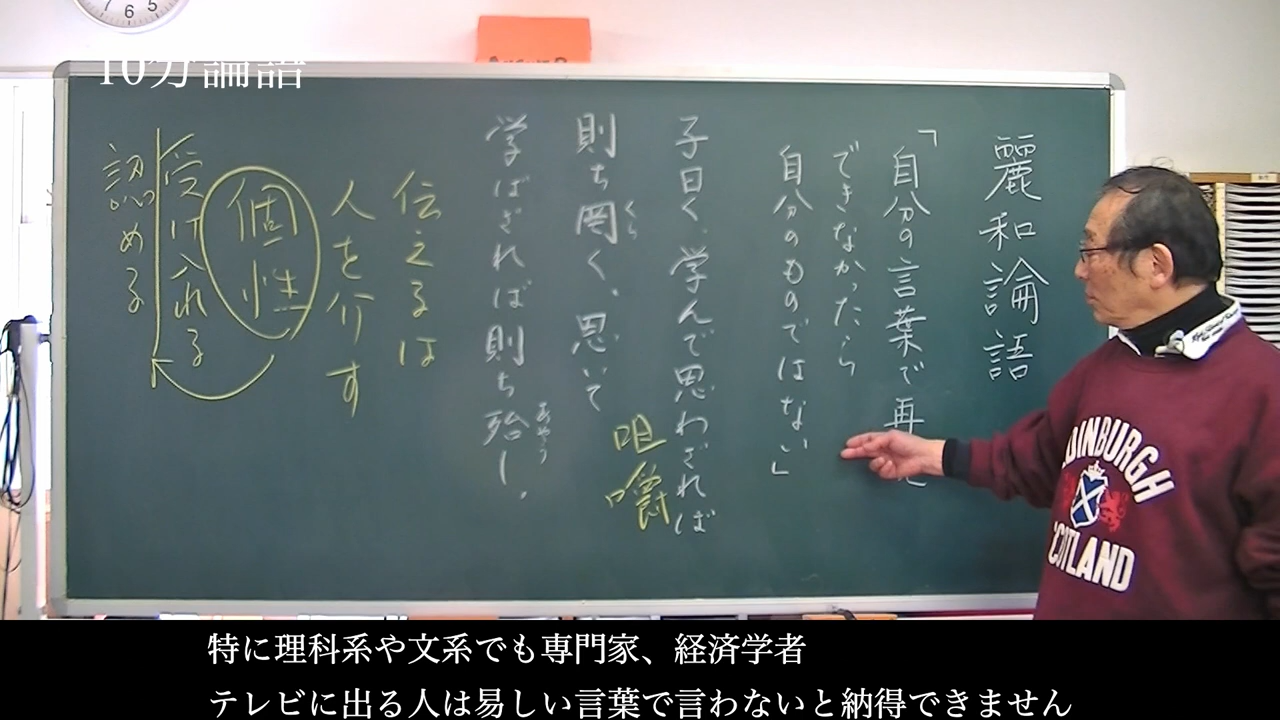 7 6 5
10分論語
麗和論語
「自分の言葉で再
できなかったら
自分のものではない」
子曰く、学んで思わざれば
則ち罔く、思いて
くら
学ばざれば則ち殆し、
あやう
咀嚼
伝えるは
人を介す
個性
受け入れる
認める
EDINBURGH
SCOTLAND
特に理科系や文系でも専門家、経済学者
テレビに出る人は易しい言葉で言わないと納得できません